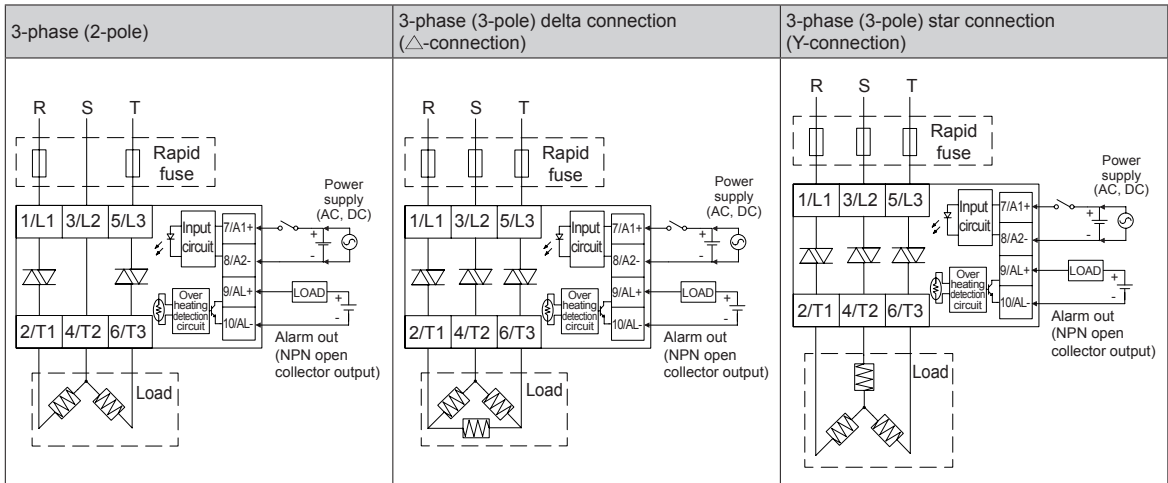 3-phase (2-pole)
R S T
Rapid
fuse
Power
supply
(AC, DC)
1/L1 3/L2 5/L3
Input
circuit
7/A1+
8/A2-
+
-
9/AL+
10/AL-
Over
heating
detection
circuit
LOAD
+
-
2/T1 4/T2 6/T3
Alarm out
(NPN open
collector output)
Load
3-phase (3-pole) delta connection
(△-connection)
R S T
Rapid
fuse
Power
supply
(AC, DC)
1/L1 3/L2 5/L3
Input
circuit
7/A1+
8/A2-
+
-
9/AL+
10/AL-
Over
heating
detection
circuit
LOAD
+
-
2/T1 4/T2 6/T3
Alarm out
(NPN open
collector output)
Load
3-phase (3-pole) star connection
(Y-connection)
R S T
Rapid
fuse
Power
supply
(AC, DC)
1/L1 3/L2 5/L3
Input
circuit
7/A1+
8/A2-
+
-
9/AL+
10/AL-
Over
heating
detection
circuit
LOAD
+
-
2/T1 4/T2 6/T3
Alarm out
(NPN open
collector output)
Load